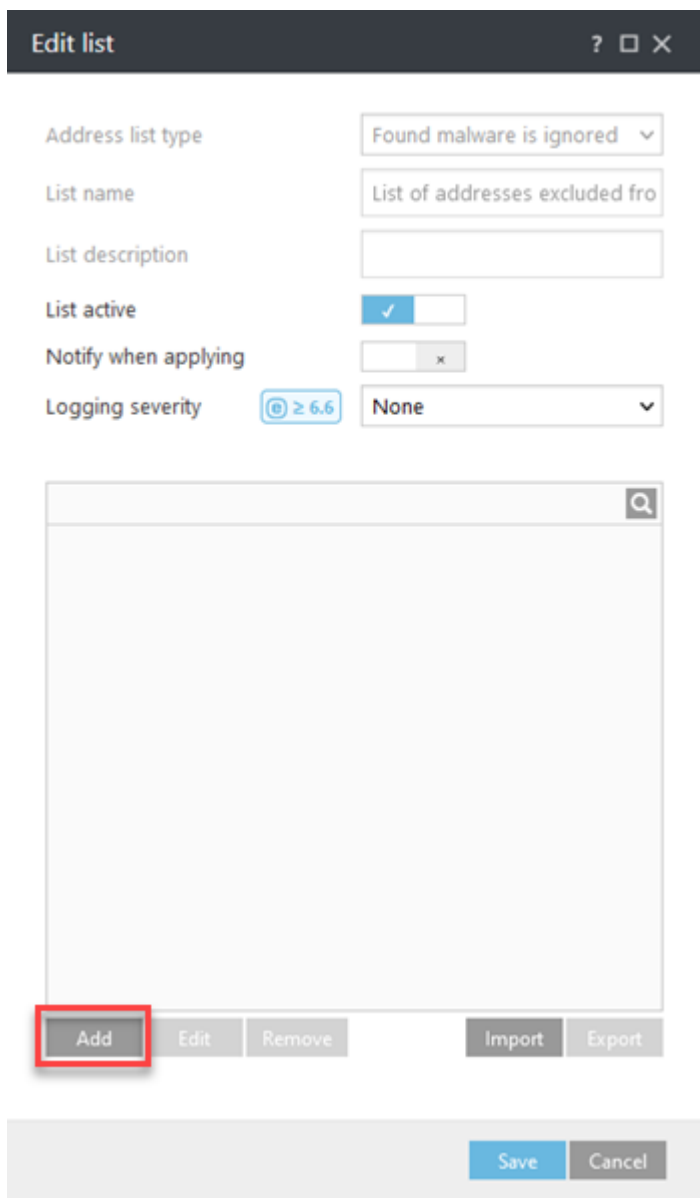 Edit list ?
Address list type Found malware is ignored
List name List of addresses excluded fro
List description
List active
Notify when applying
Logging severity e ≥ 6.6 None
Add Edit Remove Import Export
Save Cancel